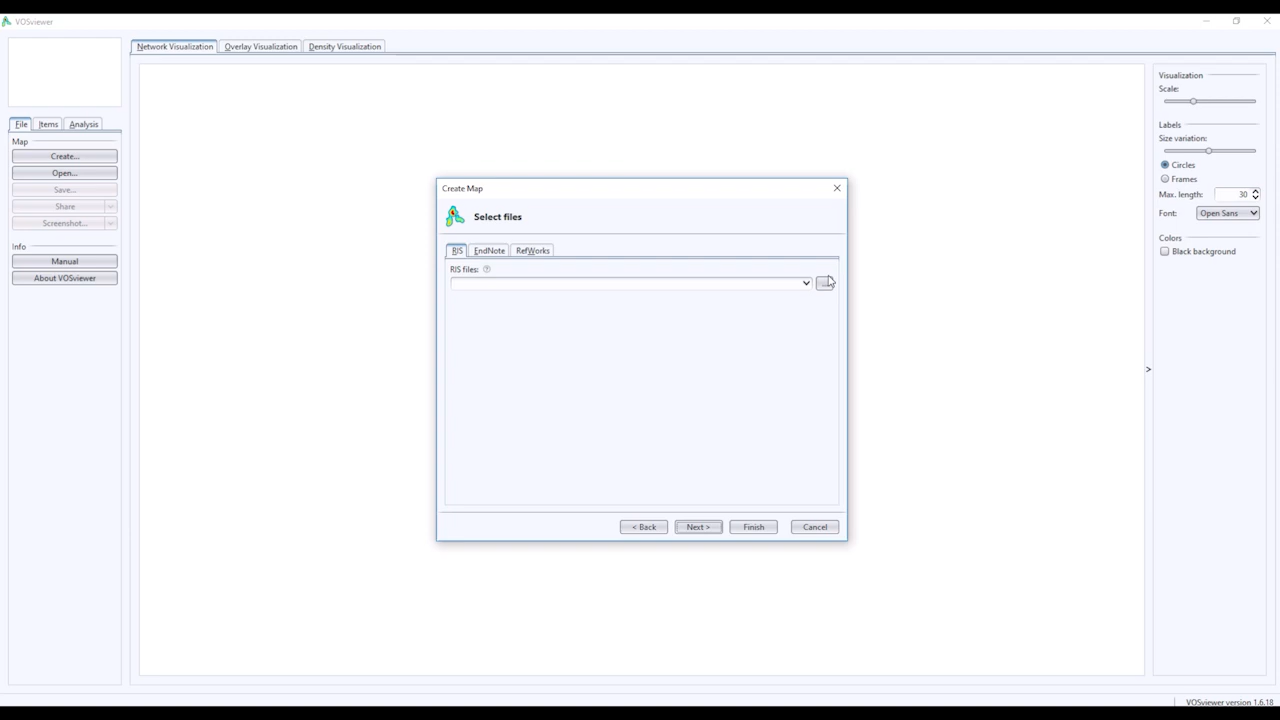 VOSviewer
Network Visualization
Overlay Visualization
Density Visualization
File
Items
Analysis
Map
Create...
Open...
Save...
Share
Screenshot...
Info
Manual
About VOSviewer
Create Map
Select files
RIS
EndNote
RefWorks
RIS files:
< Back
Next >
Finish
Cancel
>
Visualization
Scale:
Labels
Size variation:
Circles
Frames
Max. length:
30
Font:
Open Sans
Colors
Black background
VOSviewer version 1.6.18